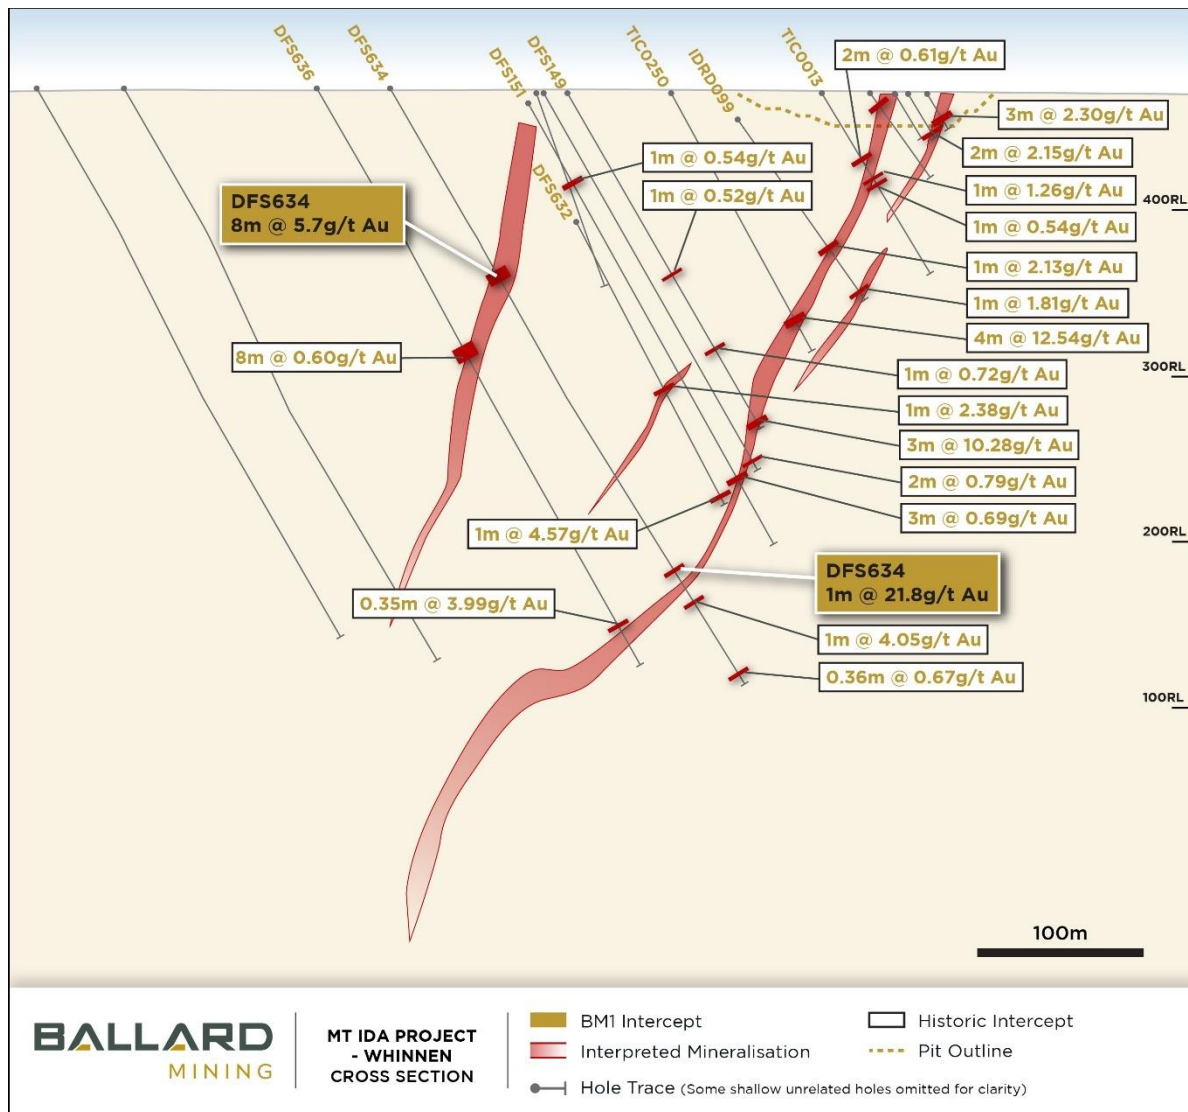 DFS636
DFS634
DFS151
DFS149
DFS632
TIC0250
IDRD099
TIC0013
2m @ 0.61g/t Au
3m @ 2.30g/t Au
2m @ 2.15g/t Au
1m @ 0.54g/t Au
1m @ 0.52g/t Au
1m @ 1.26g/t Au
1m @ 0.54g/t Au
400RL
DFS634
8m @ 5.7g/t Au
1m @ 2.13g/t Au
1m @ 1.81g/t Au
4m @ 12.54g/t Au
8m @ 0.60g/t Au
300RL
1m @ 0.72g/t Au
1m @ 2.38g/t Au
3m @ 10.28g/t Au
2m @ 0.79g/t Au
3m @ 0.69g/t Au
1m @ 4.57g/t Au
200RL
DFS634
1m @ 21.8g/t Au
0.35m @ 3.99g/t Au
1m @ 4.05g/t Au
0.36m @ 0.67g/t Au
100RL
100m
BALLARD
MINING
MT IDA PROJECT
- WHINNEN
CROSS SECTION
BM1 Intercept
Historic Intercept
Interpreted Mineralisation
Pit Outline
Hole Trace (Some shallow unrelated holes omitted for clarity)